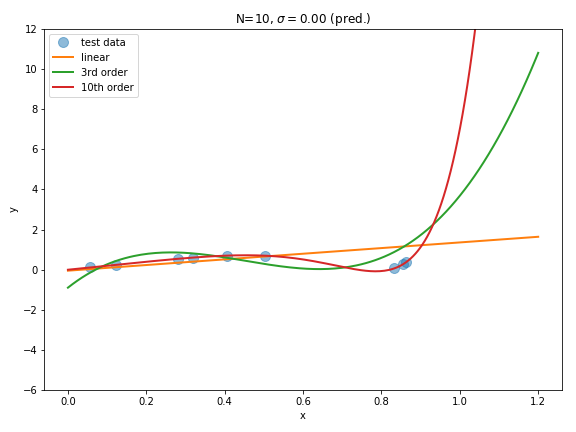 N=10, σ = 0.00 (pred.)
test data
linear
3rd order
10th order
12
10
8
6
4
2
0
−2
−4
−6
y
0.0 0.2 0.4 0.6 0.8 1.0 1.2
x